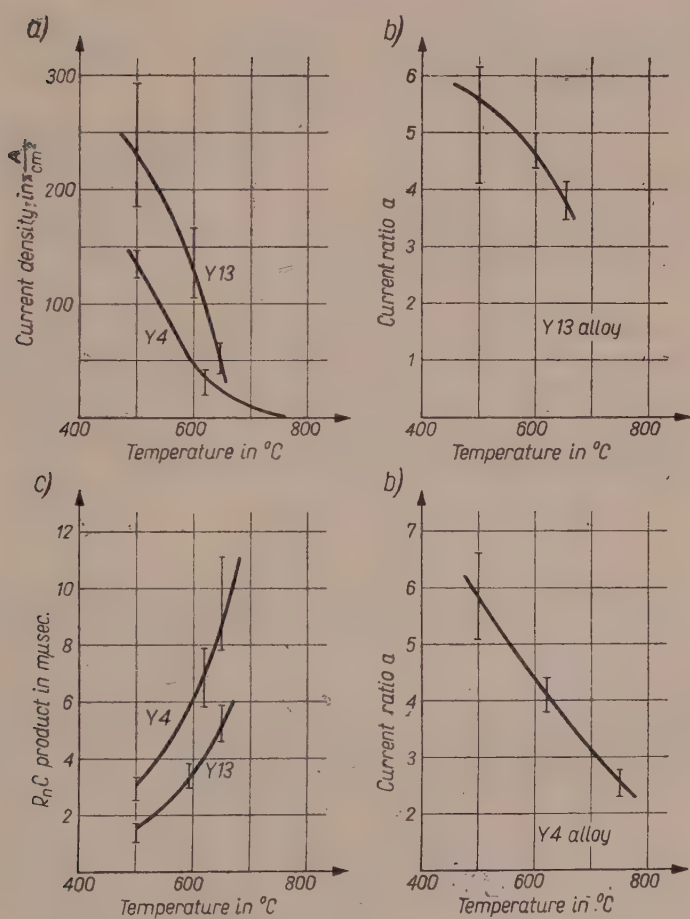 a)
300
200
100
Current density, in A/cm²
Y13
Y4
400 600 800
Temperature in °C
b)
6
5
4
3
2
1
Current ratio a
Y13 alloy
400 600 800
Temperature in °C
c)
12
10
8
6
4
2
RnC product in mμsec.
Y4
Y13
400 600 800
Temperature in °C
b)
7
6
5
4
3
2
Current ratio a
Y4 alloy
400 600 800
Temperature in °C